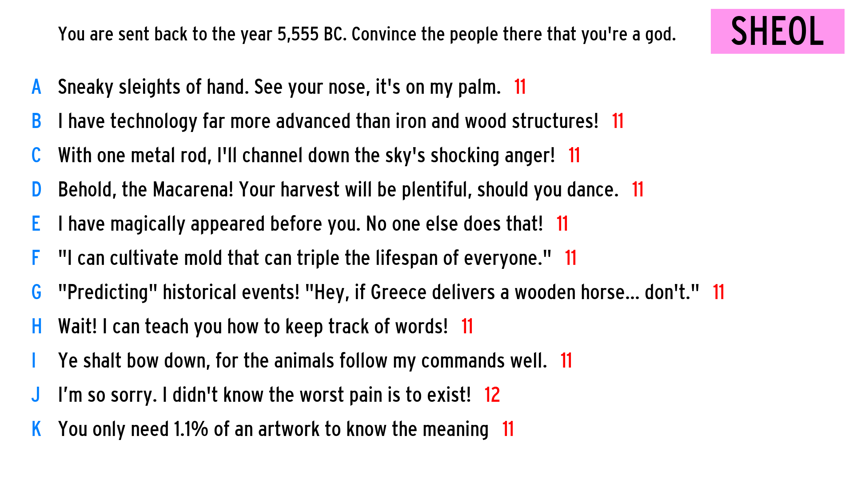 You are sent back to the year 5,555 BC. Convince the people there that you're a god.
SHEOL
A Sneaky sleights of hand. See your nose, it's on my palm. 11
B I have technology far more advanced than iron and wood structures! 11
C With one metal rod, I'll channel down the sky's shocking anger! 11
D Behold, the Macarena! Your harvest will be plentiful, should you dance. 11
E I have magically appeared before you. No one else does that! 11
F "I can cultivate mold that can triple the lifespan of everyone." 11
G "Predicting" historical events! "Hey, if Greece delivers a wooden horse... don't." 11
H Wait! I can teach you how to keep track of words! 11
I Ye shalt bow down, for the animals follow my commands well. 11
J I’m so sorry. I didn't know the worst pain is to exist! 12
K You only need 1.1% of an artwork to know the meaning 11